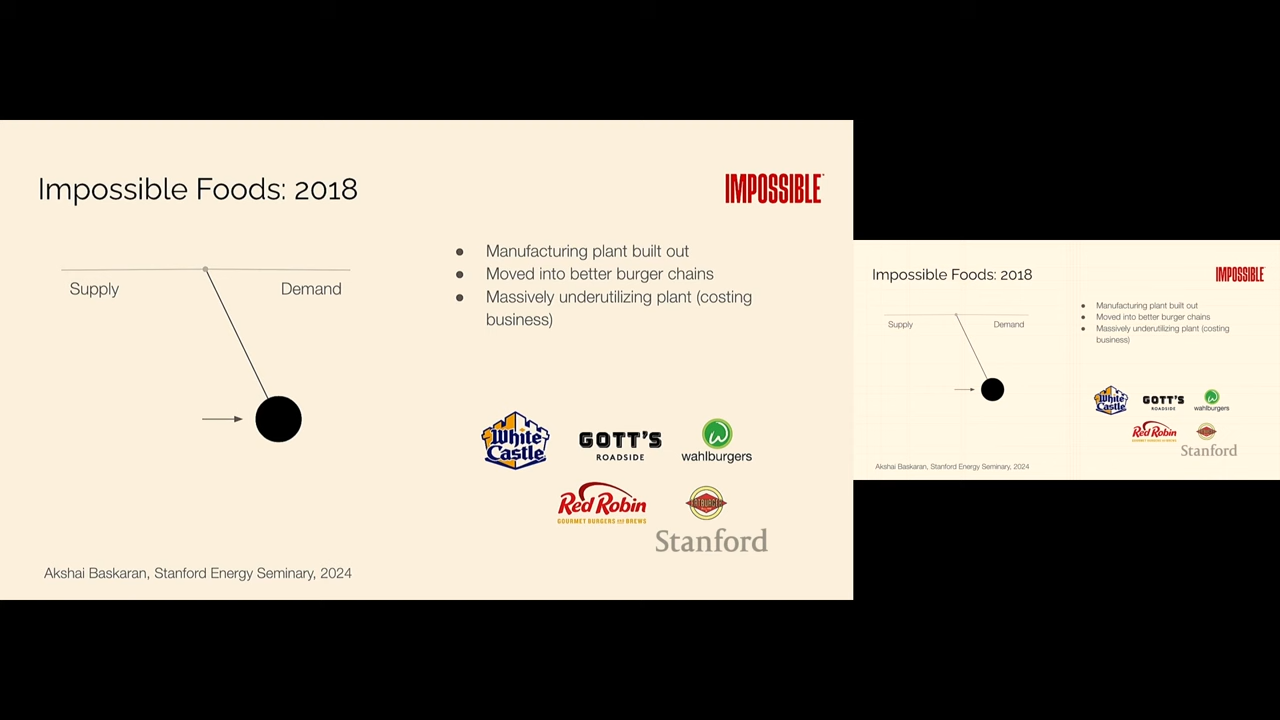 Impossible Foods: 2018
IMPOSSIBLE
Supply
Demand
● Manufacturing plant built out
● Moved into better burger chains
● Massively underutilizing plant (costing
business)
White
Castle
GOTT'S
ROADSIDE
wahlburgers
Red Robin
GOURMET BURGERS AND BREWS
FATBURGER
Stanford
Akshai Baskaran, Stanford Energy Seminary, 2024
Impossible Foods: 2018
IMPOSSIBLE
Supply
Demand
● Manufacturing plant built out
● Moved into better burger chains
● Massively underutilizing plant (costing
business)
White
Castle
GOTT'S
ROADSIDE
wahlburgers
Red Robin
Stanford
Akshai Baskaran, Stanford Energy Seminary, 2024